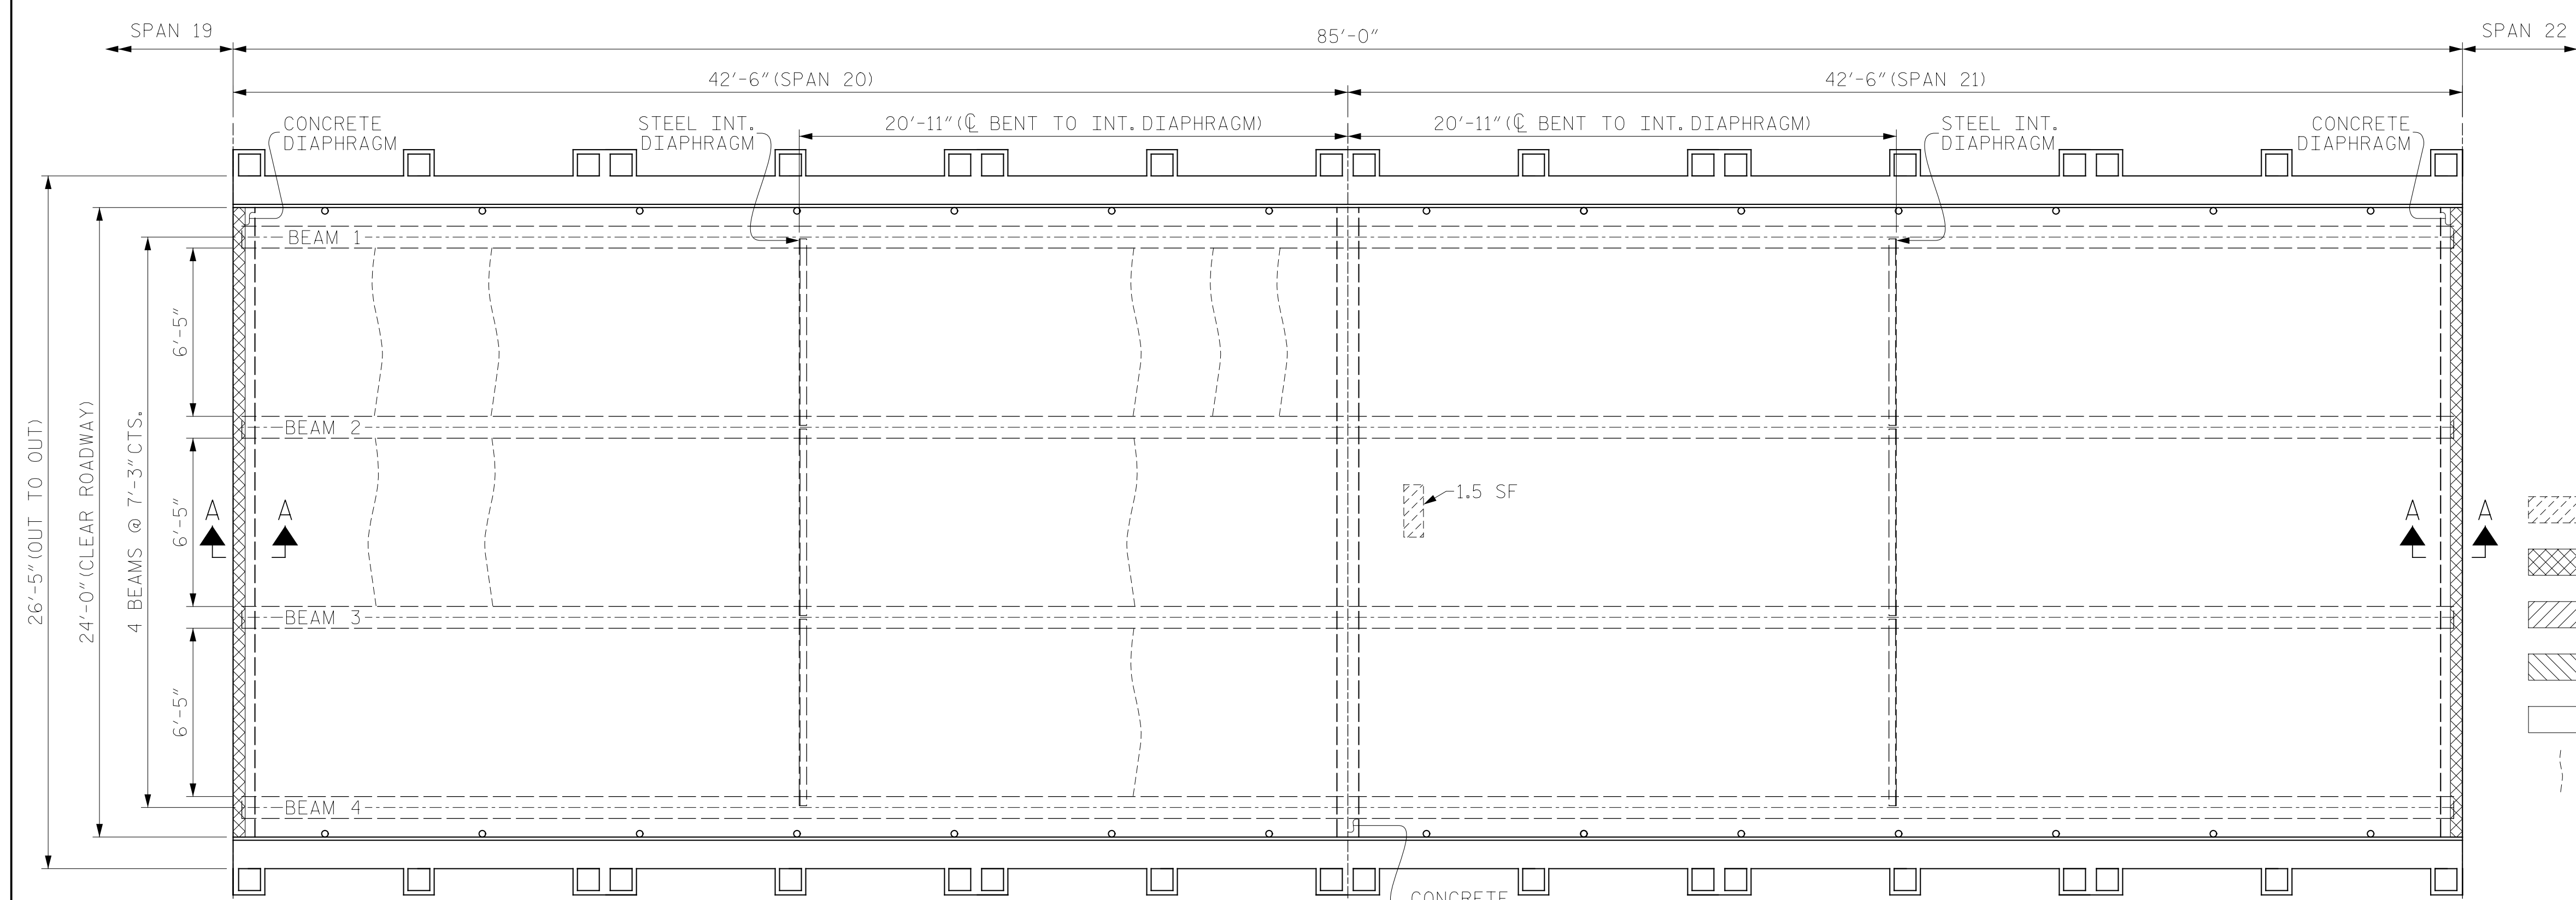 SPAN 19
85'-0"
SPAN 22
42'-6"(SPAN 20)
42'-6"(SPAN 21)
CONCRETE
DIAPHRAGM
STEEL INT.
DIAPHRAGM
20'-11"(℄ BENT TO INT. DIAPHRAGM)
20'-11"(℄ BENT TO INT. DIAPHRAGM)
STEEL INT.
DIAPHRAGM
CONCRETE
DIAPHRAGM
26'-5"(OUT TO OUT)
24'-0"(CLEAR ROADWAY)
4 BEAMS @ 7'-3"CTS.
6'-5"
6'-5"
6'-5"
BEAM 1
BEAM 2
BEAM 3
BEAM 4
A
A
1.5 SF
A
A
CONCRETE